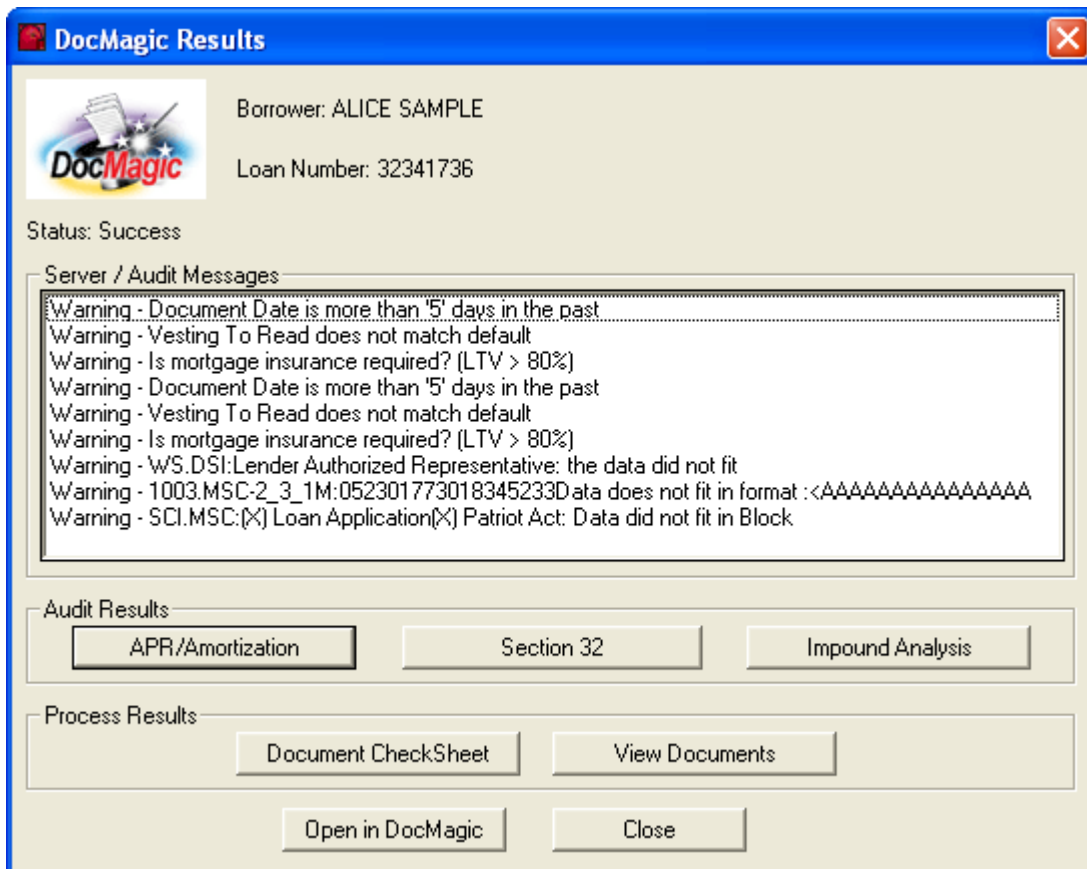 DocMagic Results
DocMagic
Borrower: ALICE SAMPLE
Loan Number: 32341736
Status: Success
Server / Audit Messages
Warning - Document Date is more than '5' days in the past
Warning - Vesting To Read does not match default
Warning - Is mortgage insurance required? (LTV > 80%)
Warning - Document Date is more than '5' days in the past
Warning - Vesting To Read does not match default
Warning - Is mortgage insurance required? (LTV > 80%)
Warning - WS.DSI:Lender Authorized Representative: the data did not fit
Warning - 1003.MSC-2_3_1M:052301773018345233Data does not fit in format :<AAAAAAAAAAAAAAA
Warning - SCI.MSC:(X) Loan Application(X) Patriot Act: Data did not fit in Block
Audit Results
APR/Amortization Section 32 Impound Analysis
Process Results
Document CheckSheet View Documents
Open in DocMagic Close